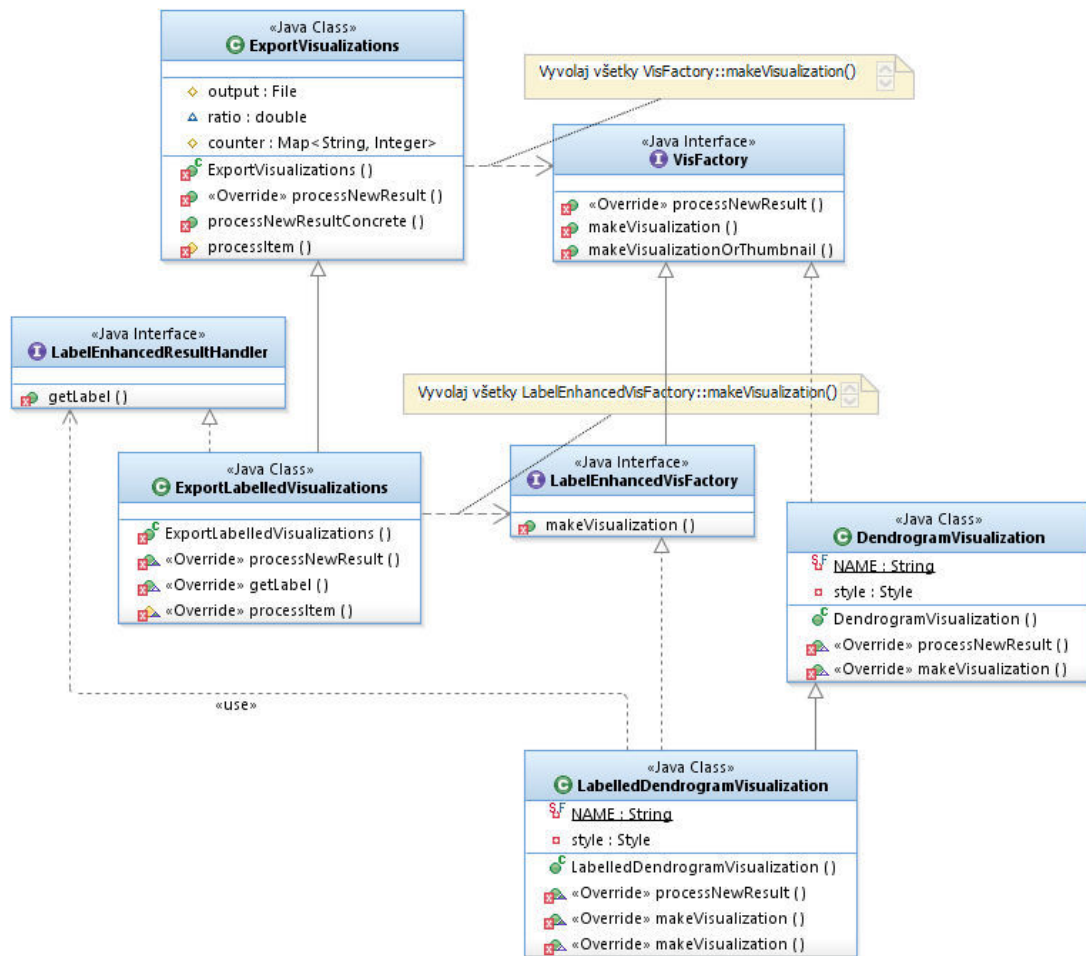 «Java Class»
ExportVisualizations
output : File
ratio : double
counter : Map<String, Integer>
ExportVisualizations ()
«Override» processNewResult ()
processNewResultConcrete ()
processItem ()
Vyvolaj všetky VisFactory::makeVisualization()
«Java Interface»
VisFactory
«Override» processNewResult ()
makeVisualization ()
makeVisualizationOrThumbnail ()
«Java Interface»
LabelEnhancedResultHandler
getLabel ()
Vyvolaj všetky LabelEnhancedVisFactory::makeVisualization()
«Java Class»
ExportLabelledVisualizations
ExportLabelledVisualizations ()
«Override» processNewResult ()
«Override» getLabel ()
«Override» processItem ()
«Java Interface»
LabelEnhancedVisFactory
makeVisualization ()
«Java Class»
DendrogramVisualization
NAME : String
style : Style
DendrogramVisualization ()
«Override» processNewResult ()
«Override» makeVisualization ()
«use»
«Java Class»
LabelledDendrogramVisualization
NAME : String
style : Style
LabelledDendrogramVisualization ()
«Override» processNewResult ()
«Override» makeVisualization ()
«Override» makeVisualization ()